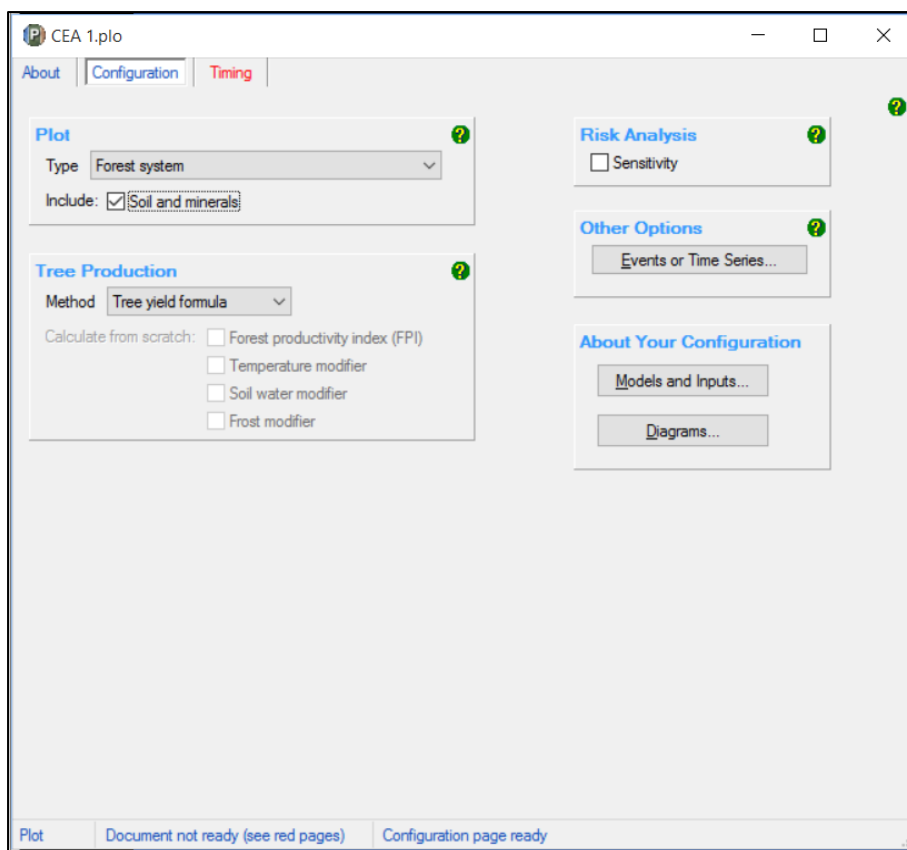 CEA 1.plo
About Configuration Timing
Plot
Type Forest system
Include: Soil and minerals
Tree Production
Method Tree yield formula
Calculate from scratch: Forest productivity index (FPI)
Temperature modifier
Soil water modifier
Frost modifier
Risk Analysis
Sensitivity
Other Options
Events or Time Series...
About Your Configuration
Models and Inputs...
Diagrams...
Plot Document not ready (see red pages) Configuration page ready